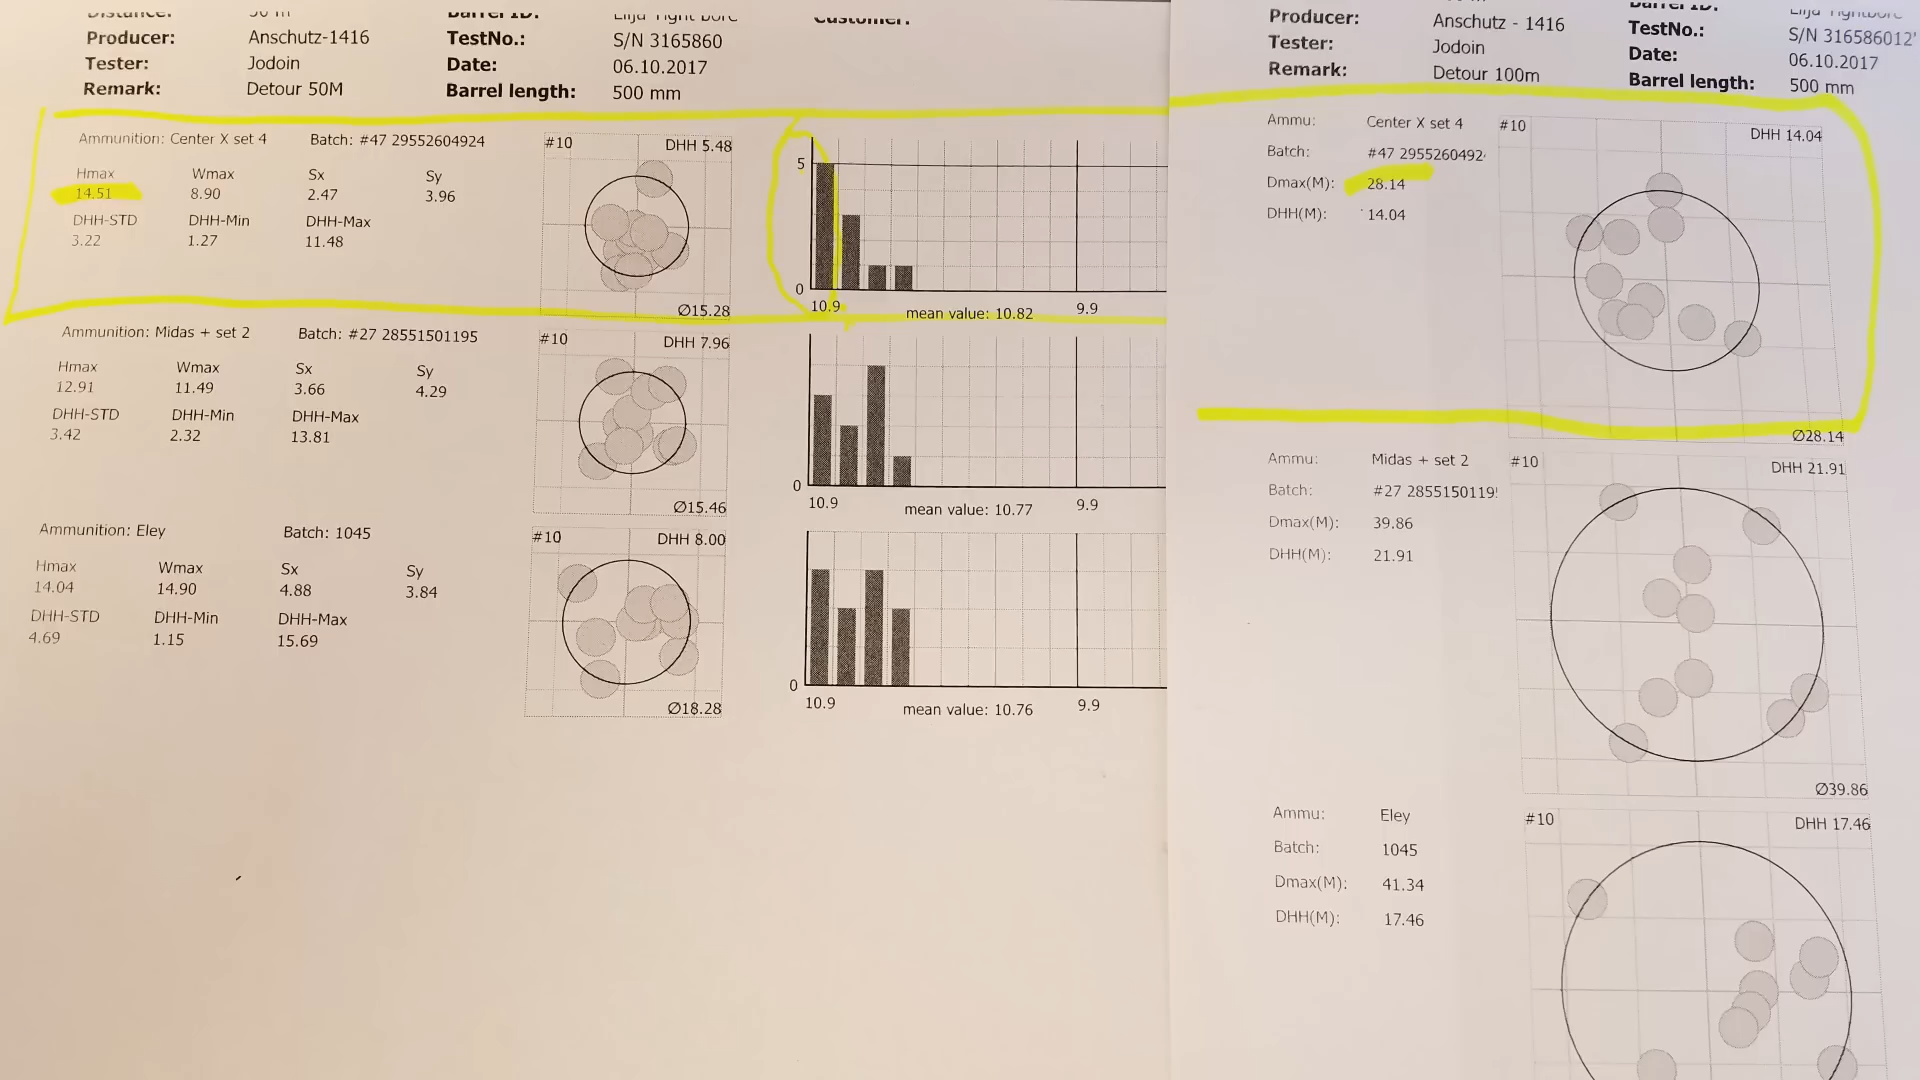 Producer: Anschutz-1416 TestNo.: S/N 3165860
Tester: Jodoin Date: 06.10.2017
Remark: Detour 50M Barrel length: 500 mm
Ammunition: Center X set 4 Batch: #47 29552604924 #10 DHH 5.48
Hmax Wmax Sx Sy
14.51 8.90 2.47 3.96
DHH-STD DHH-Min DHH-Max
3.22 1.27 11.48
Ø15.28
5
0
10.9 mean value: 10.82 9.9
Ammunition: Midas + set 2 Batch: #27 28551501195 #10 DHH 7.96
Hmax Wmax Sx Sy
12.91 11.49 3.66 4.29
DHH-STD DHH-Min DHH-Max
3.42 2.32 13.81
Ø15.46
0
10.9 mean value: 10.77 9.9
Ammunition: Eley Batch: 1045 #10 DHH 8.00
Hmax Wmax Sx Sy
14.04 14.90 4.88 3.84
DHH-STD DHH-Min DHH-Max
4.69 1.15 15.69
Ø18.28
0
10.9 mean value: 10.76 9.9
Producer: Anschutz - 1416 TestNo.: S/N 316586012
Tester: Jodoin Date: 06.10.2017
Remark: Detour 100m Barrel length: 500 mm
Ammu: Center X set 4 #10 DHH 14.04
Batch: #47 2955260492
Dmax(M): 28.14
DHH(M): 14.04
Ø28.14
Ammu: Midas + set 2 #10 DHH 21.91
Batch: #27 2855150119
Dmax(M): 39.86
DHH(M): 21.91
Ø39.86
Ammu: Eley #10 DHH 17.46
Batch: 1045
Dmax(M): 41.34
DHH(M): 17.46